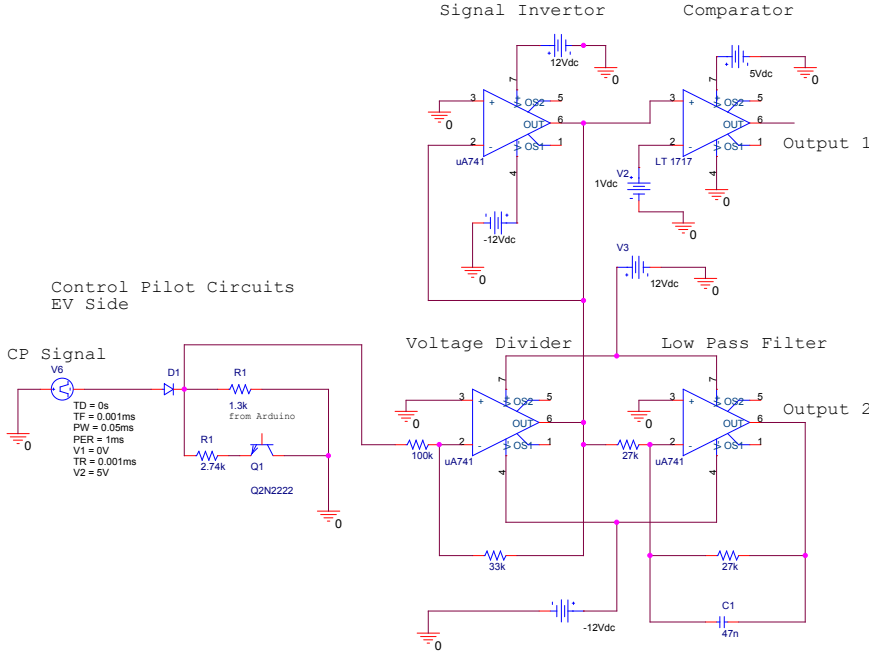 Signal Invertor
Comparator
12Vdc
0
5Vdc
0
7
3
+
OS2
5
OUT
6
2
-
OS1
1
uA741
4
0
7
3
+
OS2
5
OUT
6
2
-
OS1
1
LT 1717
4
Output 1
V2
1Vdc
0
0
-12Vdc
0
V3
12Vdc
0
Control Pilot Circuits
EV Side
CP Signal
V6
0
TD = 0s
TF = 0.001ms
PW = 0.05ms
PER = 1ms
V1 = 0V
TR = 0.001ms
V2 = 5V
D1
R1
1.3k
from Arduino
R1
2.74k
Q1
Q2N2222
0
Voltage Divider
Low Pass Filter
0
7
3
+
OS2
5
OUT
6
2
-
OS1
1
100k
uA741
4
33k
0
7
3
+
OS2
5
OUT
6
2
-
OS1
1
27k
uA741
4
Output 2
27k
C1
47n
-12Vdc
0